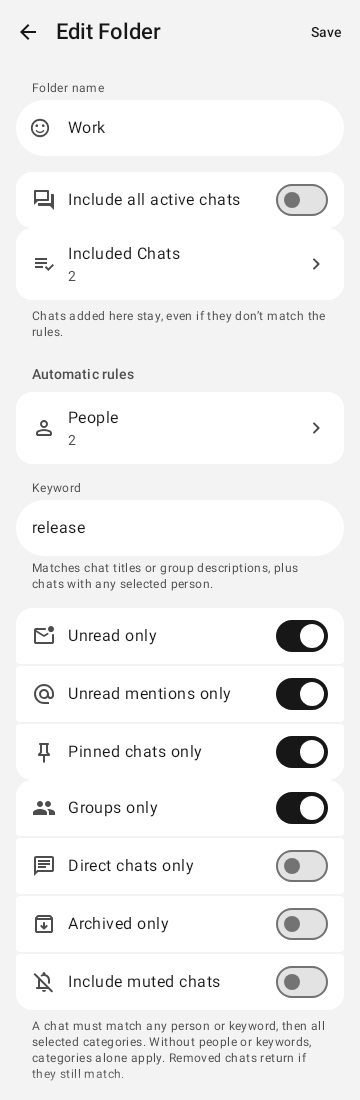 Edit Folder
Save
Folder name
Work
Include all active chats
Included Chats
2
Chats added here stay, even if they don’t match the
rules.
Automatic rules
People
2
Keyword
release
Matches chat titles or group descriptions, plus
chats with any selected person.
Unread only
Unread mentions only
Pinned chats only
Groups only
Direct chats only
Archived only
Include muted chats
A chat must match any person or keyword, then all
selected categories. Without people or keywords,
categories alone apply. Removed chats return if
they still match.